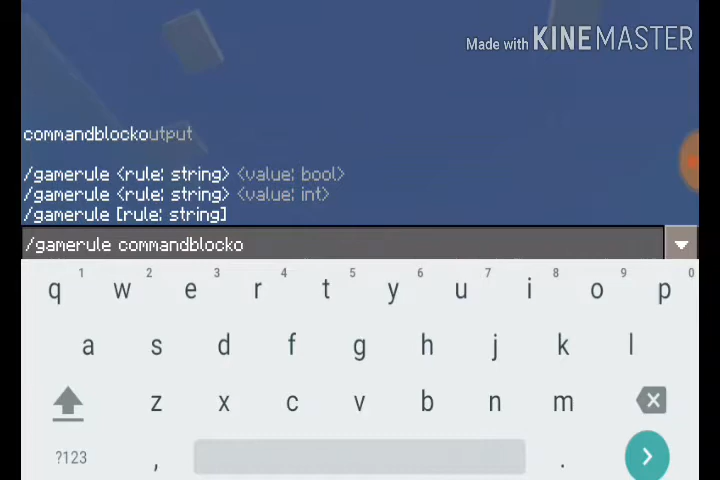 Made with KINEMASTER
commandblockoutput
/gamerule <rule: string> <value: bool>
/gamerule <rule: string> <value: int>
/gamerule [rule: string]
/gamerule commandblocko
1 2 3 4 5 6 7 8 9 0
q w e r t y u i o p
a s d f g h j k l
z x c v b n m
?123 , .